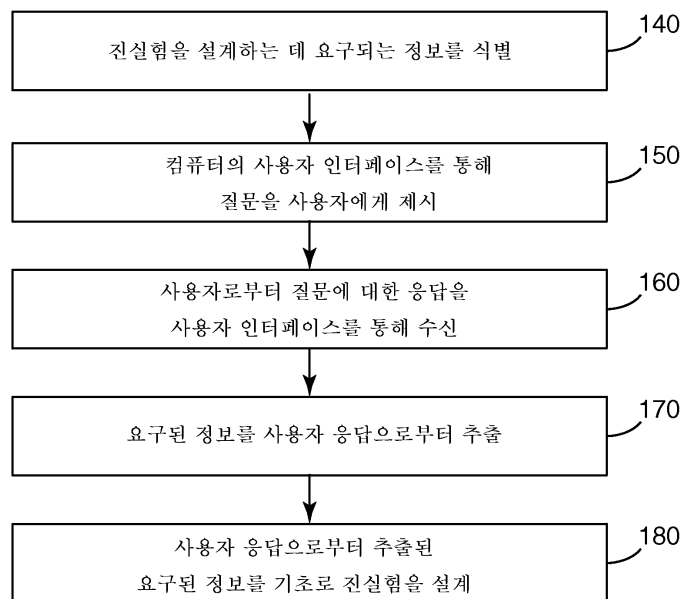 진실험을 설계하는 데 요구되는 정보를 식별
140
컴퓨터의 사용자 인터페이스를 통해
질문을 사용자에게 제시
150
사용자로부터 질문에 대한 응답을
사용자 인터페이스를 통해 수신
160
요구된 정보를 사용자 응답으로부터 추출
170
사용자 응답으로부터 추출된
요구된 정보를 기초로 진실험을 설계
180